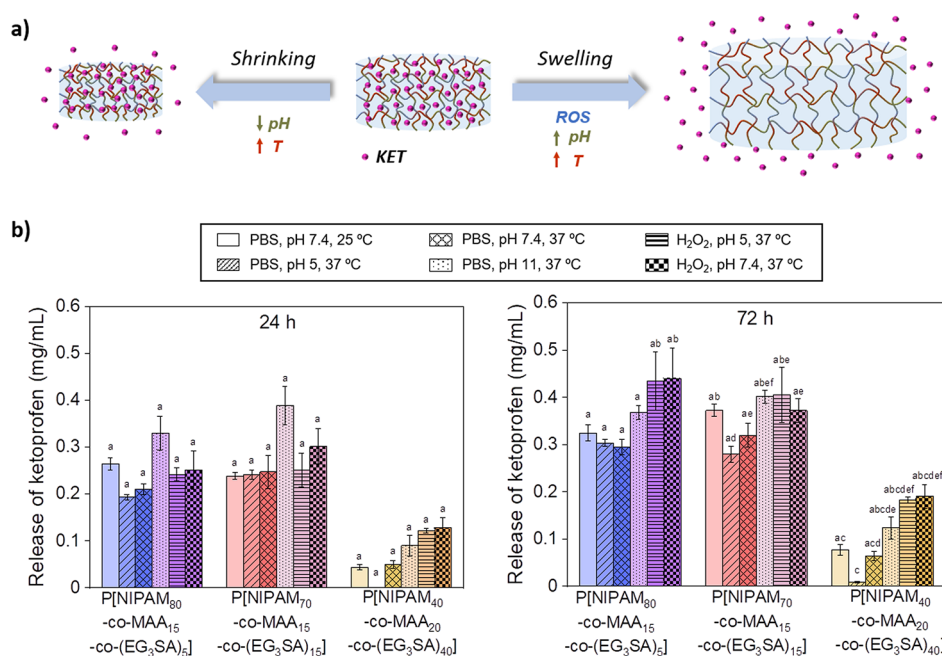 a)
Shrinking
↓ pH
↑ T
KET
Swelling
ROS
↑ pH
↑ T
b)
PBS, pH 7.4, 25 ºC
PBS, pH 7.4, 37 ºC
H₂O₂, pH 5, 37 ºC
PBS, pH 5, 37 ºC
PBS, pH 11, 37 ºC
H₂O₂, pH 7.4, 37 ºC
24 h
Release of ketoprofen (mg/mL)
0.6
0.5
0.4
0.3
0.2
0.1
0
a a a a a a
a a a a a a
a a a a a a
P[NIPAM₈₀
-co-MAA₁₅
-co-(EG₃SA)₅]
P[NIPAM₇₀
-co-MAA₁₅
-co-(EG₃SA)₁₅]
P[NIPAM₄₀
-co-MAA₂₀
-co-(EG₃SA)₄₀]
72 h
Release of ketoprofen (mg/mL)
0.6
0.5
0.4
0.3
0.2
0.1
0
a a a a ab ab
ab ad ae abef abe ae
ac c acd abcde abcdef abcdef
P[NIPAM₈₀
-co-MAA₁₅
-co-(EG₃SA)₅]
P[NIPAM₇₀
-co-MAA₁₅
-co-(EG₃SA)₁₅]
P[NIPAM₄₀
-co-MAA₂₀
-co-(EG₃SA)₄₀]